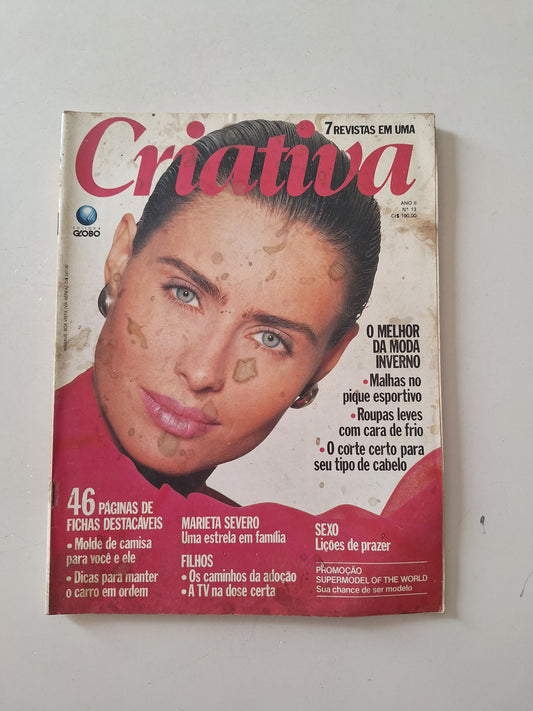 7 REVISTAS EM UMA
Criativa
ANO II
Nº 13
Cr$ 190,00
EDITORA
GLOBO
O MELHOR
DA MODA
INVERNO
• Malhas no
pique esportivo
• Roupas leves
com cara de frio
• O corte certo para
seu tipo de cabelo
46 PÁGINAS DE
FICHAS DESTACÁVEIS
• Molde de camisa
para você e ele
• Dicas para manter
o carro em ordem
MARIETA SEVERO
Uma estrela em família
FILHOS
• Os caminhos da adoção
• A TV na dose certa
SEXO
Lições de prazer
PROMOÇÃO
SUPERMODEL OF THE WORLD
Sua chance de ser modelo